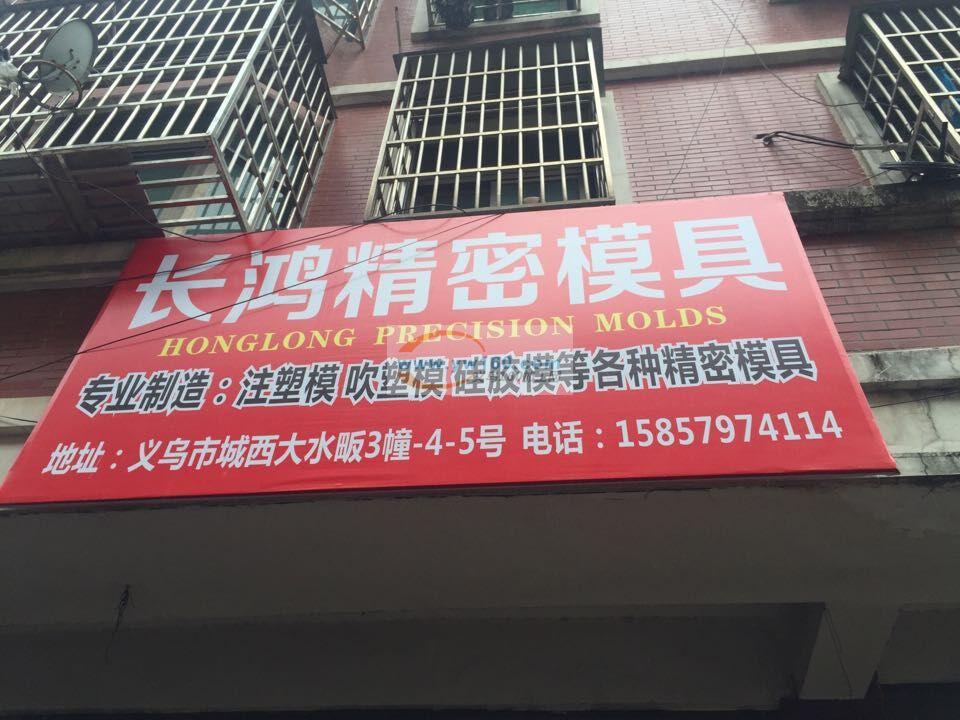 长鸿精密模具
HONGLONG PRECISION MOLDS
专业制造：注塑模 吹塑模 硅胶模等各种精密模具
地址：义乌市城西大水畈3幢-4-5号 电话：15857974114